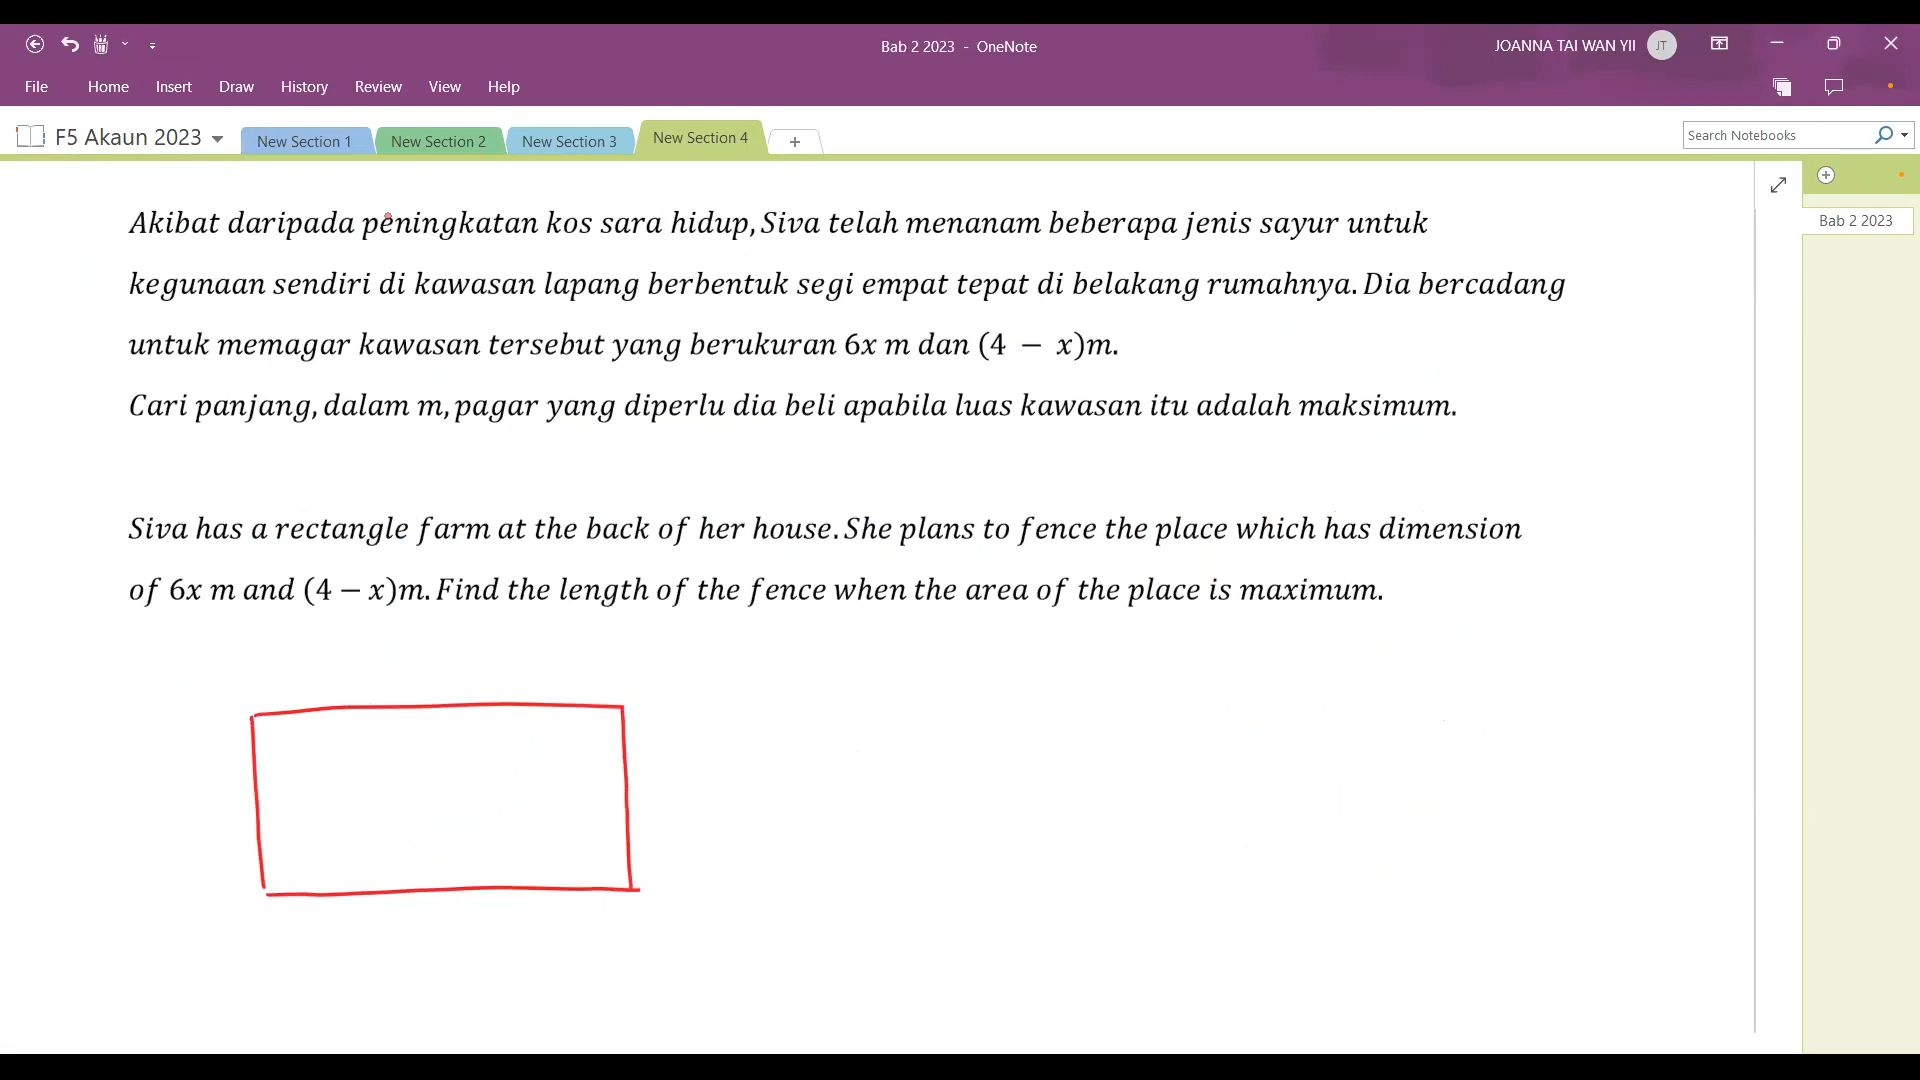 Bab 2 2023 - OneNote
JOANNA TAI WAN YII
JT
File Home Insert Draw History Review View Help
F5 Akaun 2023
New Section 1
New Section 2
New Section 3
New Section 4
+
Search Notebooks
Bab 2 2023
Akibat daripada peningkatan kos sara hidup, Siva telah menanam beberapa jenis sayur untuk
kegunaan sendiri di kawasan lapang berbentuk segi empat tepat di belakang rumahnya. Dia bercadang
untuk memagar kawasan tersebut yang berukuran 6x m dan (4 − x)m.
Cari panjang, dalam m, pagar yang diperlu dia beli apabila luas kawasan itu adalah maksimum.
Siva has a rectangle farm at the back of her house. She plans to fence the place which has dimension
of 6x m and (4 − x)m. Find the length of the fence when the area of the place is maximum.